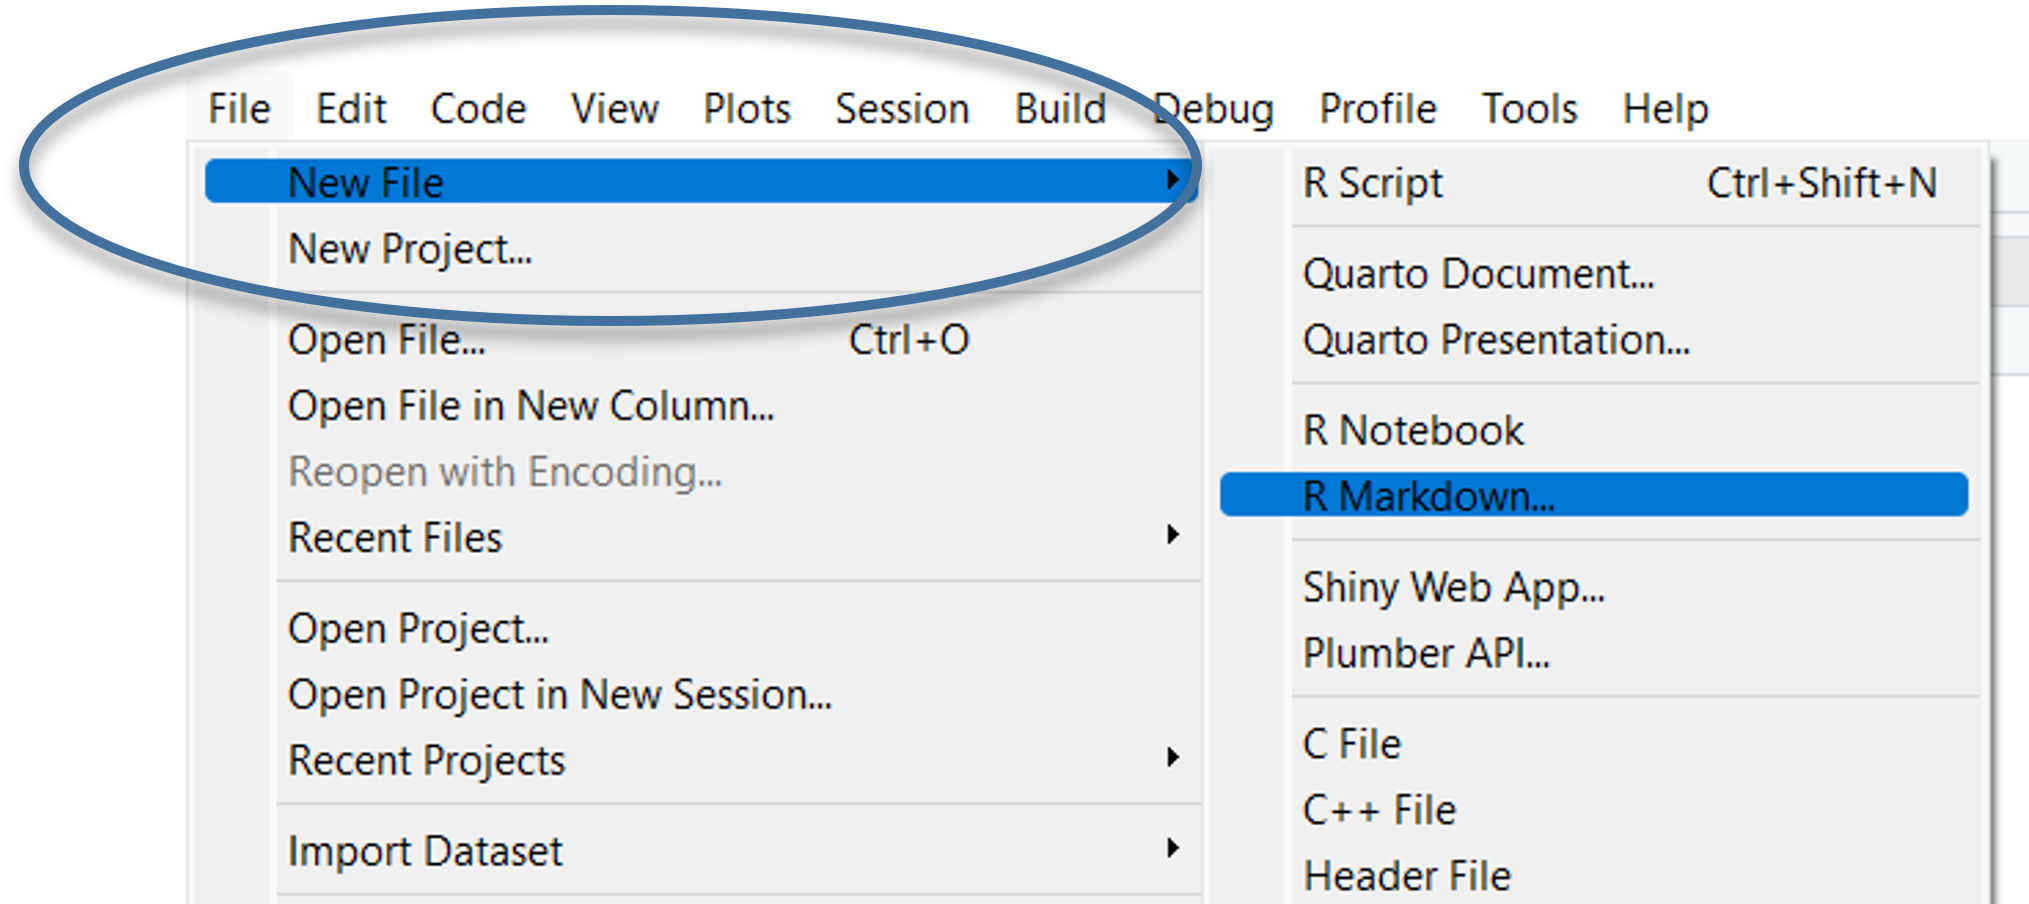 File Edit Code View Plots Session Build Debug Profile Tools Help
New File
New Project...
Open File... Ctrl+O
Open File in New Column...
Reopen with Encoding...
Recent Files
Open Project...
Open Project in New Session...
Recent Projects
Import Dataset
R Script Ctrl+Shift+N
Quarto Document...
Quarto Presentation...
R Notebook
R Markdown...
Shiny Web App...
Plumber API...
C File
C++ File
Header File